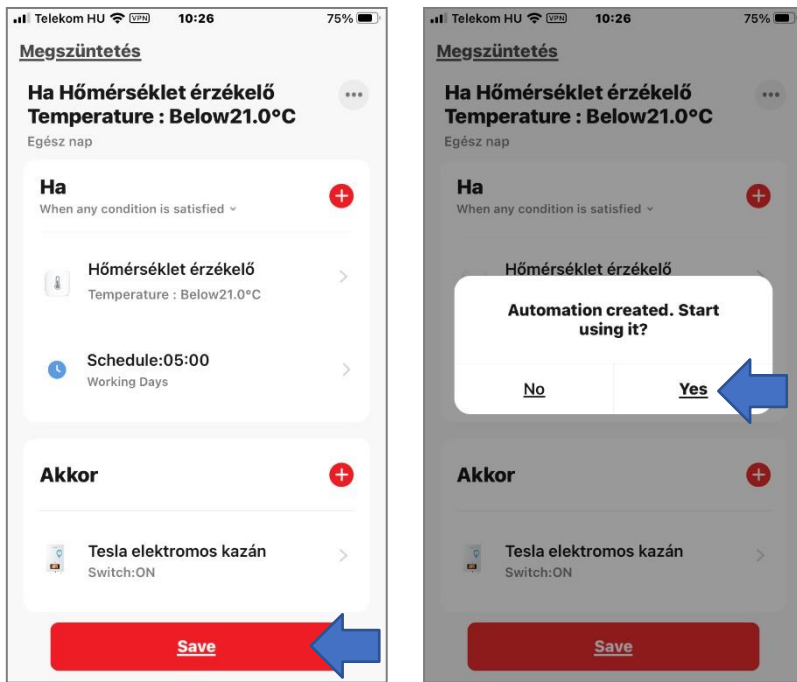 Telekom HU VPN 10:26 75%
Megszüntetés
Ha Hőmérséklet érzékelő
Temperature : Below21.0°C
Egész nap
Ha
When any condition is satisfied
Hőmérséklet érzékelő
Temperature : Below21.0°C
Schedule:05:00
Working Days
Akkor
Tesla elektromos kazán
Switch:ON
Save
Telekom HU VPN 10:26 75%
Megszüntetés
Ha Hőmérséklet érzékelő
Temperature : Below21.0°C
Egész nap
Ha
When any condition is satisfied
Hőmérséklet érzékelő
Automation created. Start
using it?
No Yes
Akkor
Tesla elektromos kazán
Switch:ON
Save